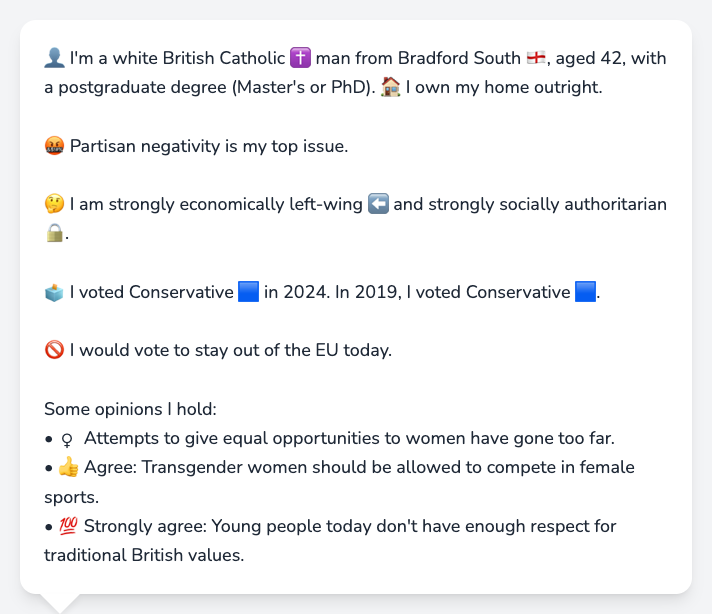 👤 I'm a white British Catholic ✝️ man from Bradford South 🏴󠁧󠁢󠁥󠁮󠁧󠁿, aged 42, with
a postgraduate degree (Master's or PhD). 🏠 I own my home outright.
🤬 Partisan negativity is my top issue.
🤔 I am strongly economically left-wing ⬅️ and strongly socially authoritarian
🔒.
🗳️ I voted Conservative 🟦 in 2024. In 2019, I voted Conservative 🟦.
🚫 I would vote to stay out of the EU today.
Some opinions I hold:
• ♀ Attempts to give equal opportunities to women have gone too far.
• 👍 Agree: Transgender women should be allowed to compete in female
sports.
• 💯 Strongly agree: Young people today don't have enough respect for
traditional British values.